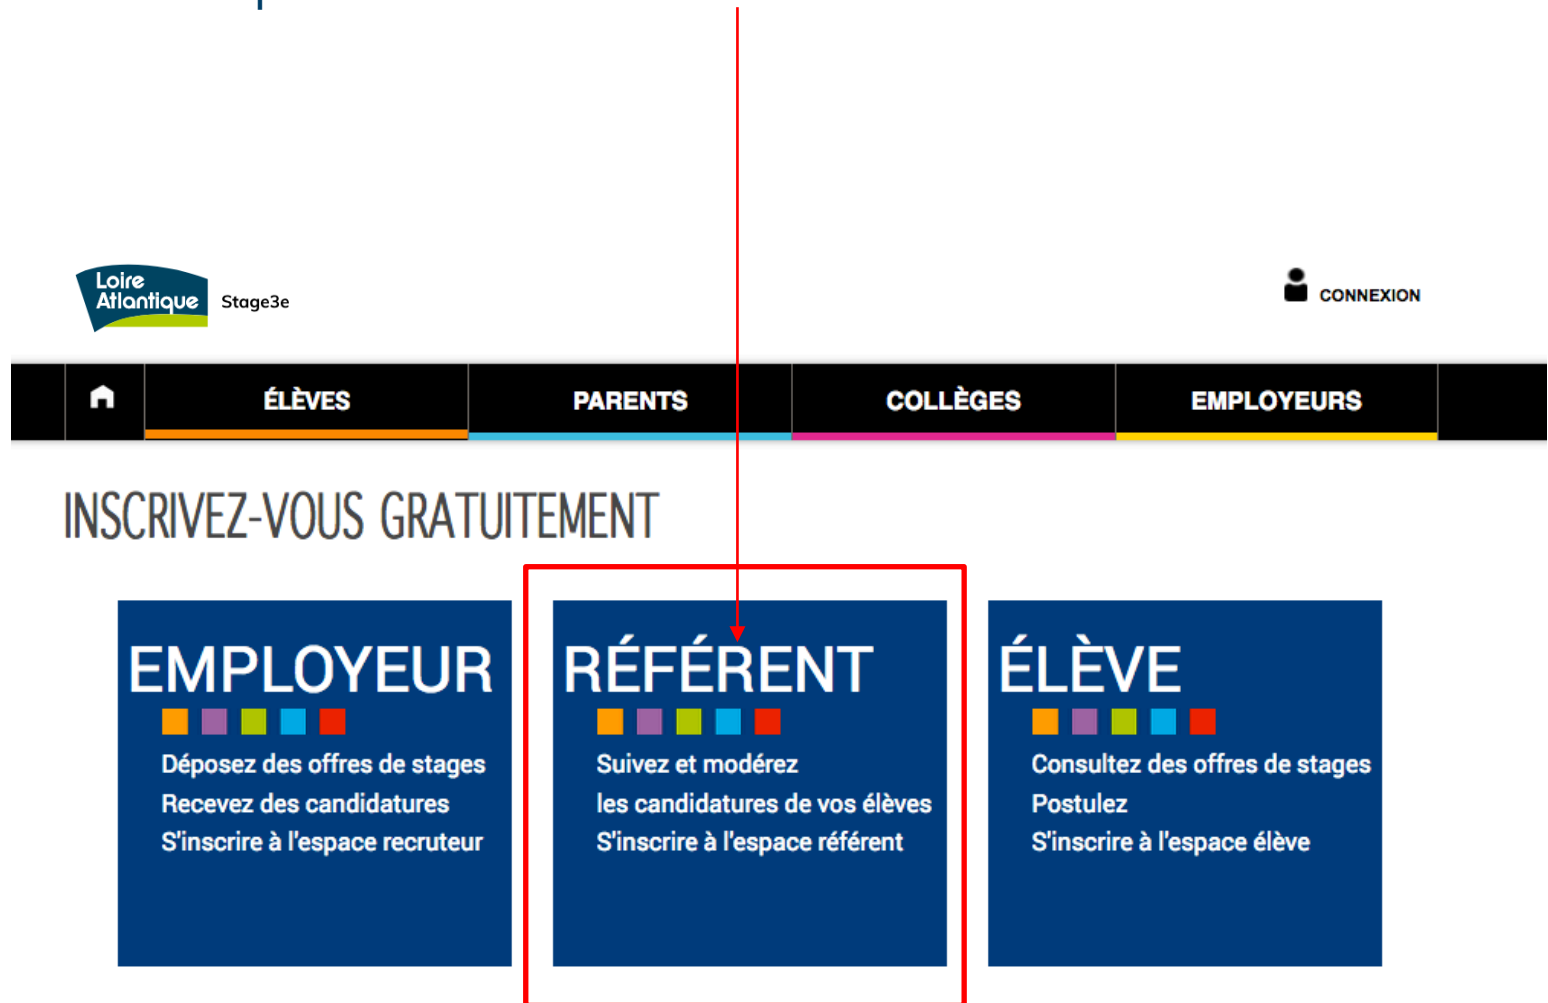 Loire
Atlantique
Stage3e
CONNEXION
ÉLÈVES
PARENTS
COLLÈGES
EMPLOYEURS
INSCRIVEZ-VOUS GRATUITEMENT
EMPLOYEUR
Déposez des offres de stages
Recevez des candidatures
S'inscrire à l'espace recruteur
RÉFÉRENT
Suivez et modérez
les candidatures de vos élèves
S'inscrire à l'espace référent
ÉLÈVE
Consultez des offres de stages
Postulez
S'inscrire à l'espace élève